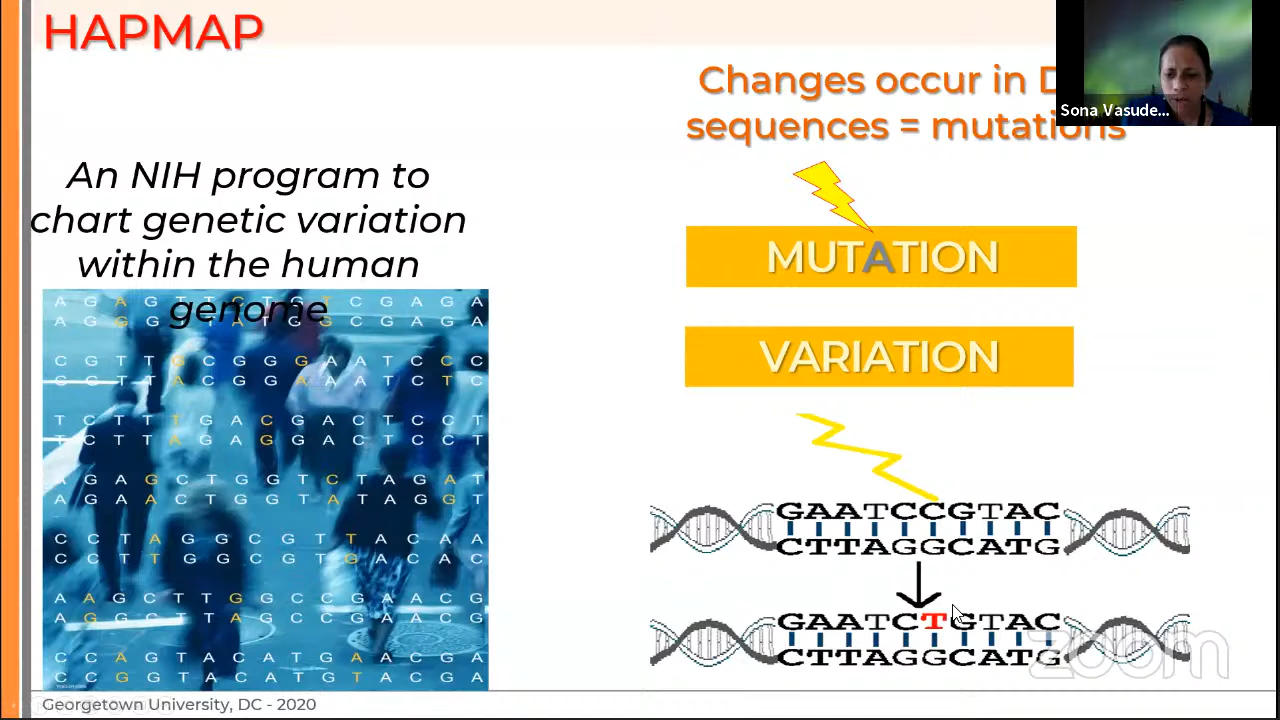 HAPMAP
Changes occur in D
sequences = mutations
Sona Vasude...
An NIH program to
chart genetic variation
within the human
genome
MUTATION
VARIATION
A G A G T T C T G T C G A G A
A G G G T A T G G C G A G A
C G T T G C G G G A A T C C C
C C T T A C G G A A A T C T C
T C T T T G A C G A C T C C T
T C T T A G A G G A C T C C T
A G A G C T G G T C T A G A T
A G A A C T G G T A T A G G T
C C T A G G C G T T A C A A
C C T T G G C G T G A C A C
A A G C T T G G C C G A A C G
A G G C T T A G C C G A A C G
C C A G T A C A T G A A C G A
C C G G T A C A T G T A C G A
GAATCCGTAC
CTTAGGCATG
GAATCTGTAC
CTTAGGCATG
zoom
Georgetown University, DC - 2020